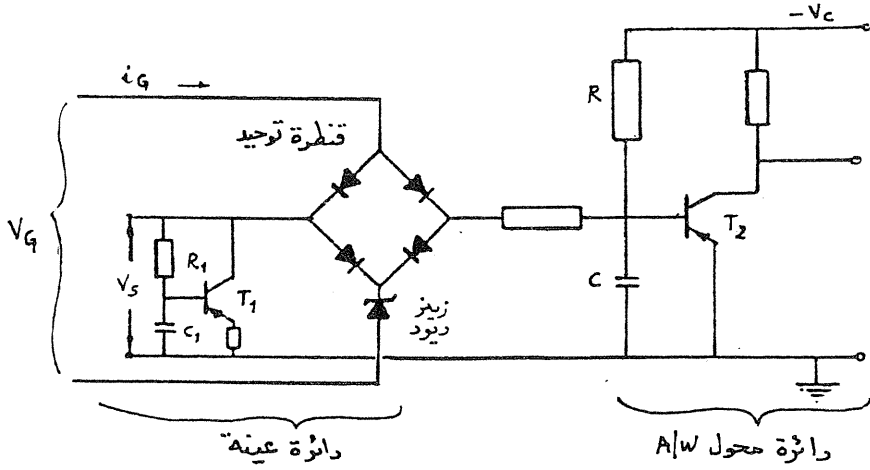 -Vc
iG
R
قنطرة توحيد
VG
Vs
R1
T1
C1
زينر
ديود
C
T2
دائرة عينة
دائرة محول A/W